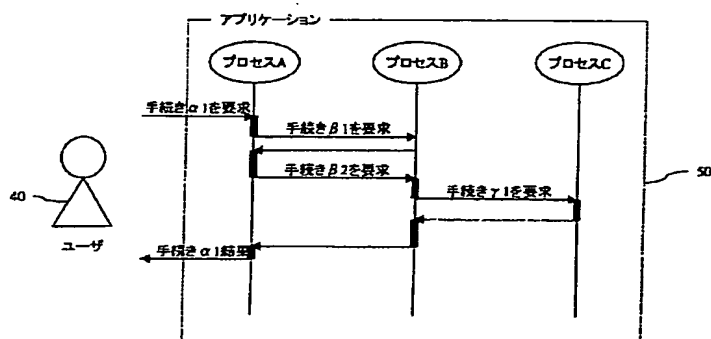 アプリケーション
プロセスA
プロセスB
プロセスC
手続きα1を要求
手続きβ1を要求
手続きβ2を要求
手続きγ1を要求
40
50
ユーザ
手続きα1結果